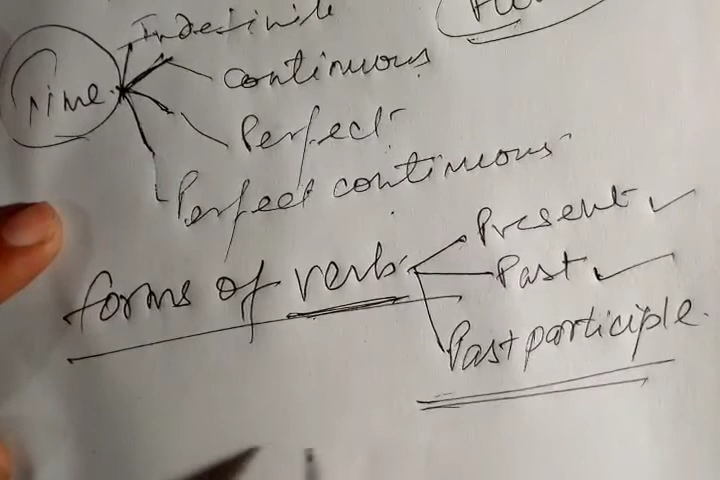 Indefinite
Time
continuous
Perfect
Perfect continuous
forms of verb
Present
Past
Past participle.